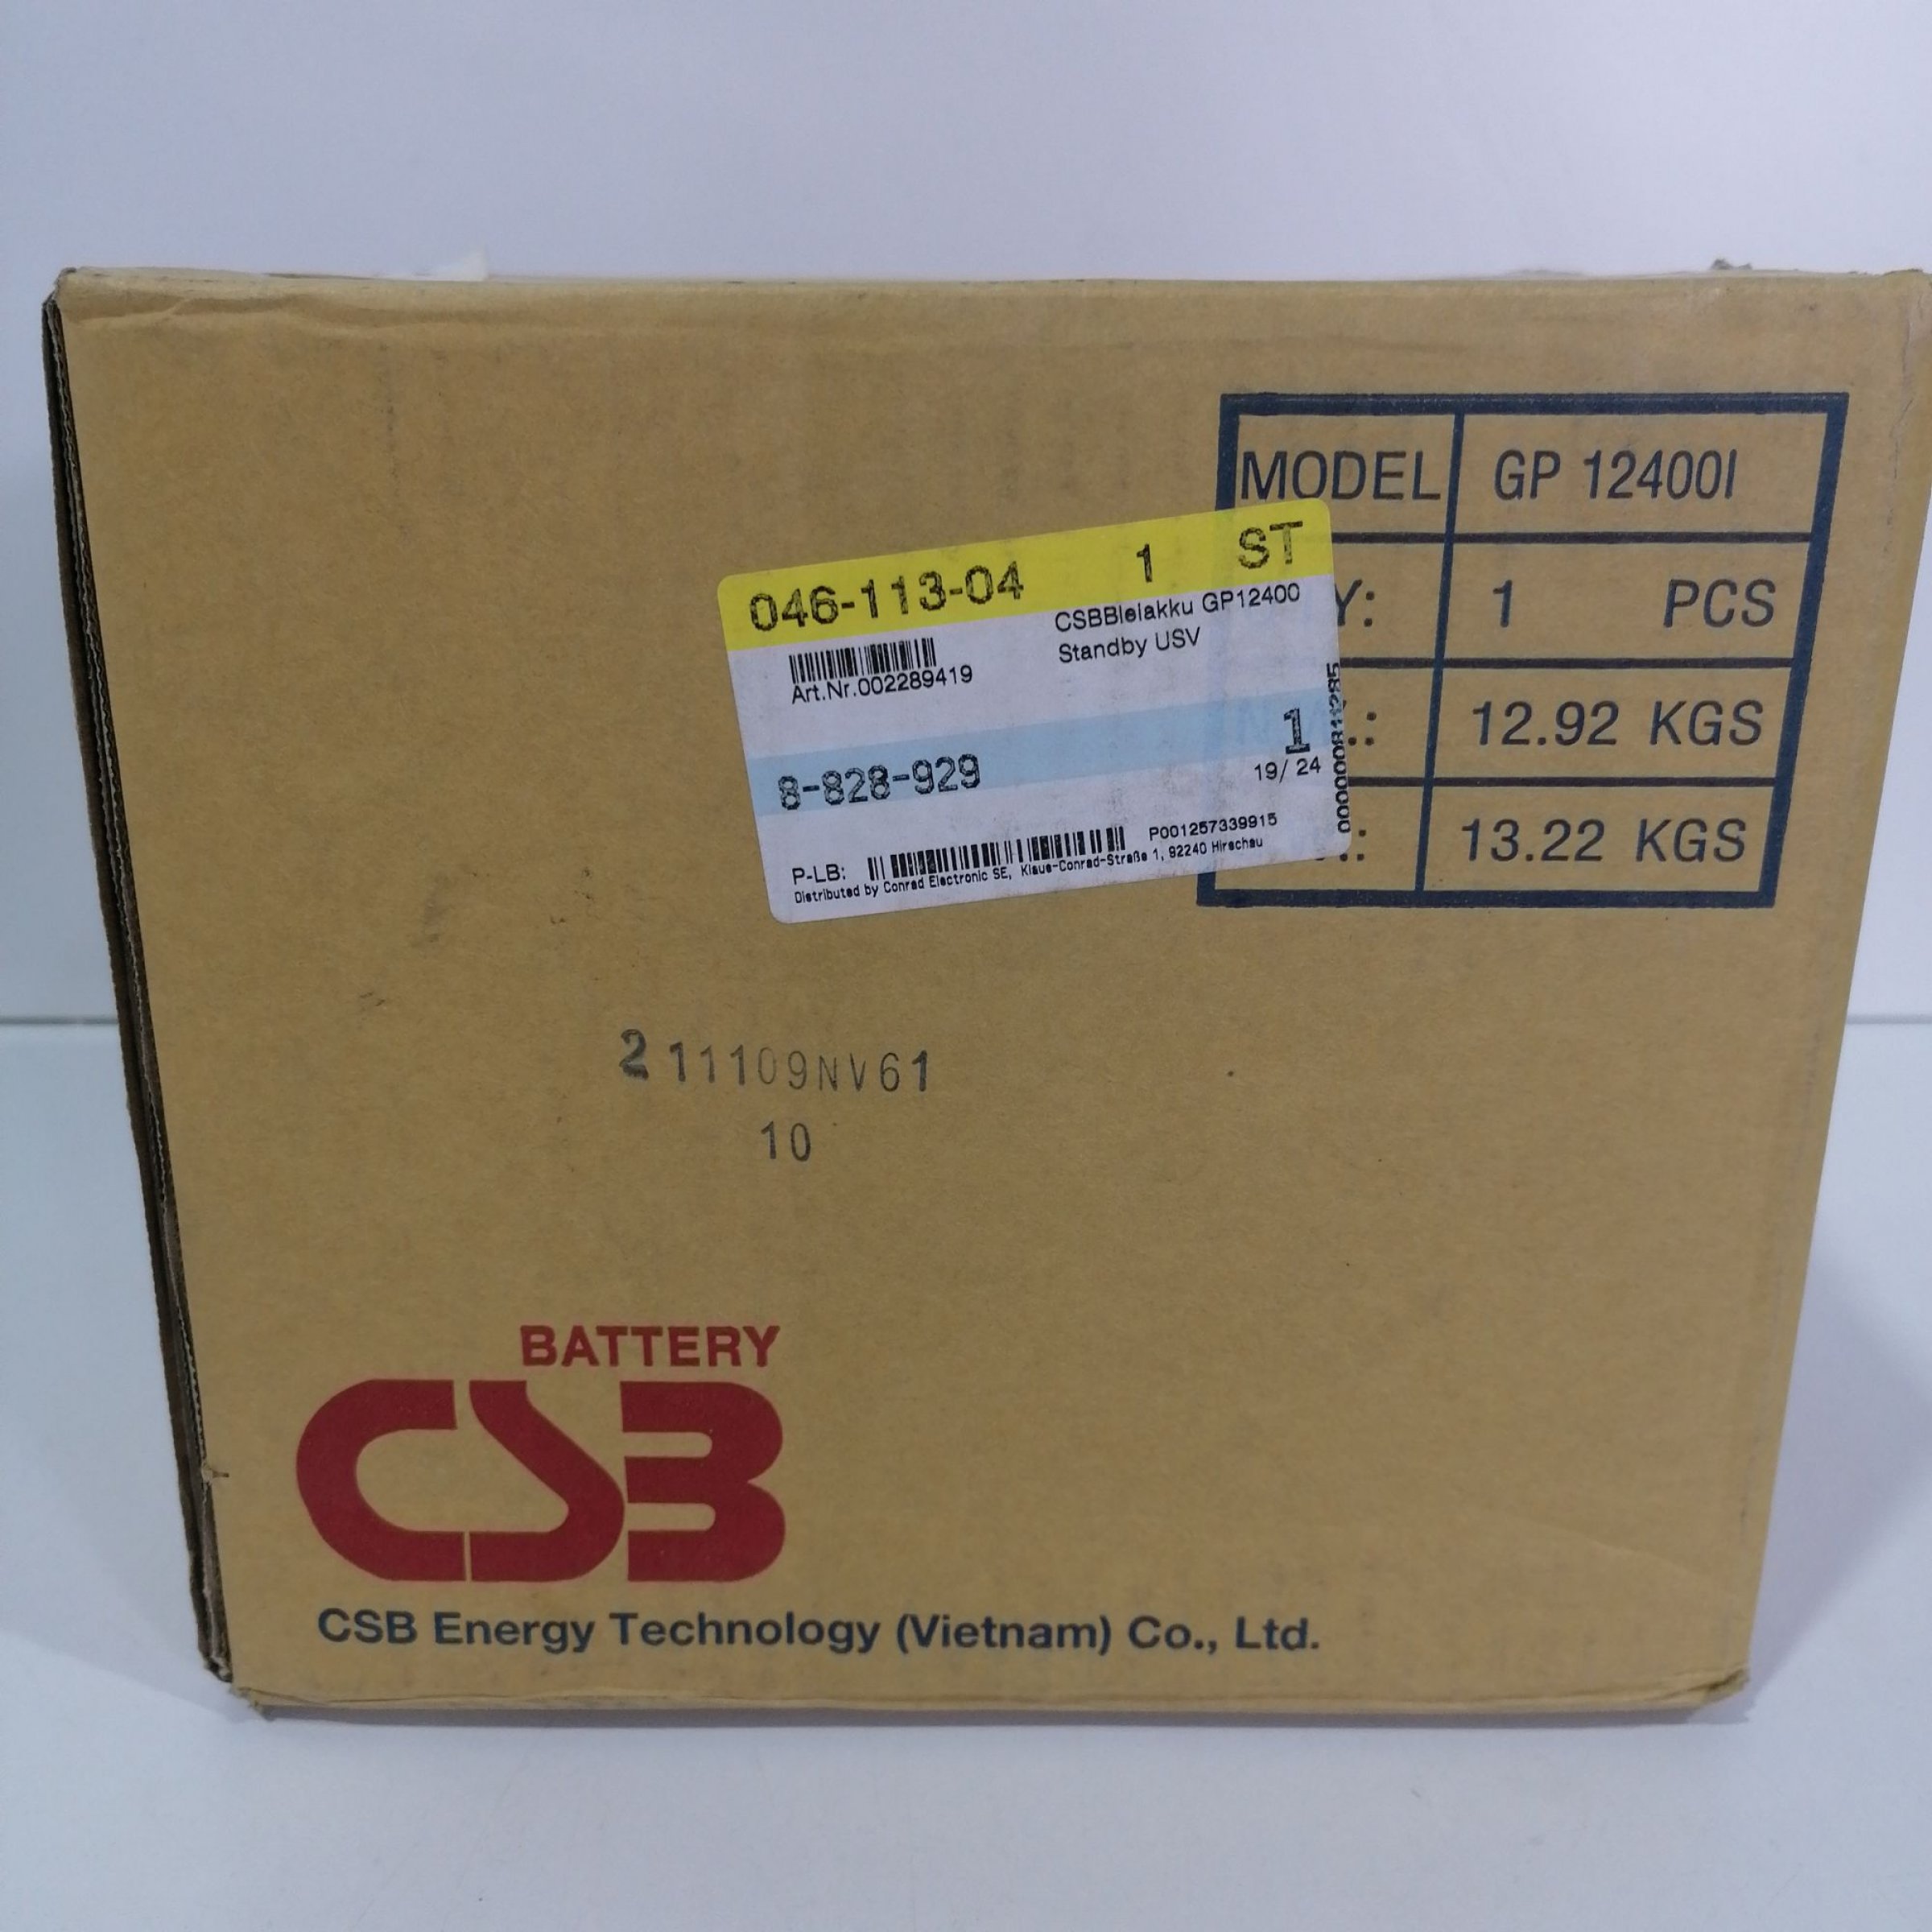 MODEL GP 12400I
Y: 1 PCS
.: 12.92 KGS
.: 13.22 KGS
046-113-04 1 ST
CSBBleiakku GP12400
Standby USV
Art.Nr.002289419
8-828-929 1
19/ 24
P-LB: P001257339915
Distributed by Conrad Electronic SE, Klaus-Conrad-Straße 1, 92240 Hirschau
211109NV61
10
BATTERY
CSB
CSB Energy Technology (Vietnam) Co., Ltd.